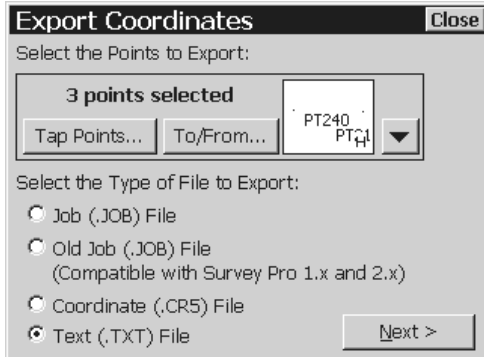 Export Coordinates Close
Select the Points to Export:
3 points selected
Tap Points... To/From...
PT240
Select the Type of File to Export:
Job (.JOB) File
Old Job (.JOB) File
(Compatible with Survey Pro 1.x and 2.x)
Coordinate (.CR5) File
Text (.TXT) File
Next >